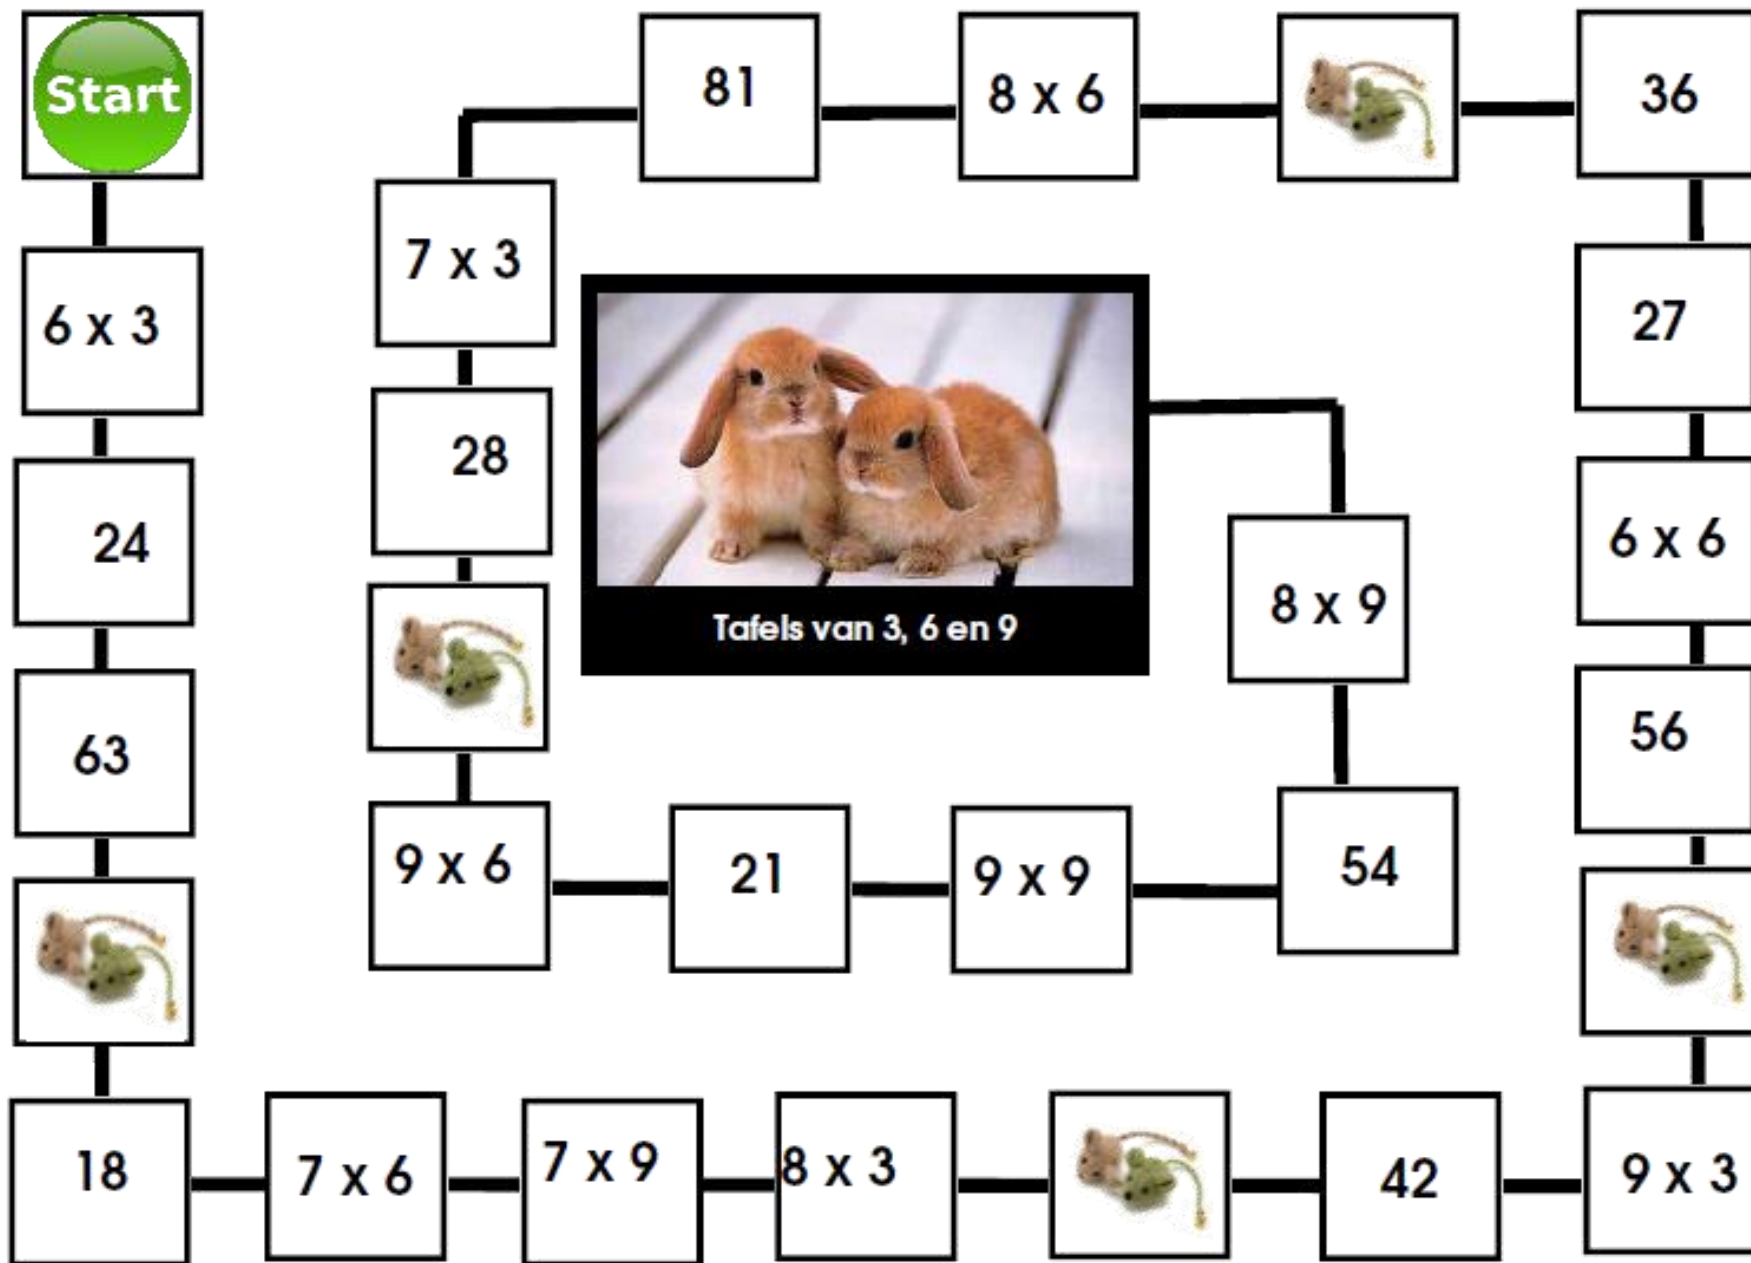 Start
6 x 3
24
63
18
7 x 6
7 x 9
8 x 3
42
9 x 3
56
6 x 6
27
36
8 x 6
81
7 x 3
28
9 x 6
21
9 x 9
54
8 x 9
Tafels van 3, 6 en 9